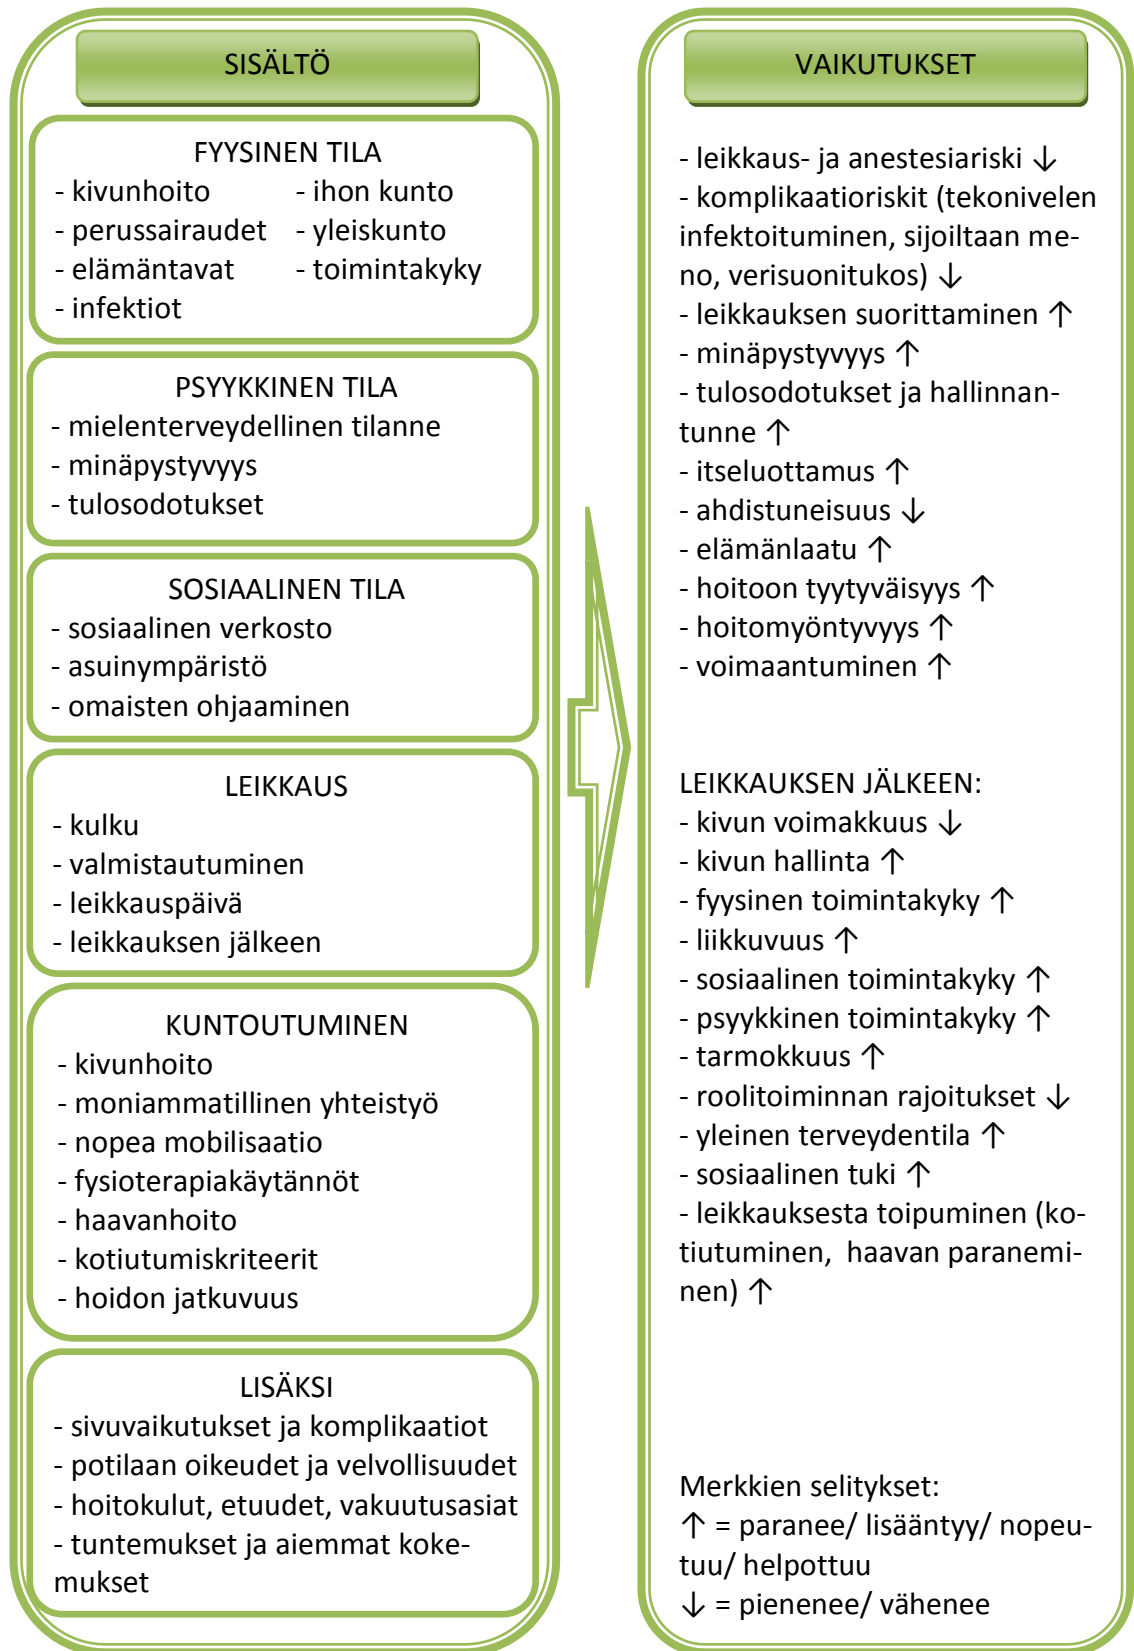 SISÄLTÖ
FYYSINEN TILA
- kivunhoito - ihon kunto
- perussairaudet - yleiskunto
- elämäntavat - toimintakyky
- infektiot
PSYYKKINEN TILA
- mielenterveydellinen tilanne
- minäpystyvyys
- tulosodotukset
SOSIAALINEN TILA
- sosiaalinen verkosto
- asuinympäristö
- omaisten ohjaaminen
LEIKKAUS
- kulku
- valmistautuminen
- leikkauspäivä
- leikkauksen jälkeen
KUNTOUTUMINEN
- kivunhoito
- moniammatillinen yhteistyö
- nopea mobilisaatio
- fysioterapiakäytännöt
- haavanhoito
- kotiutumiskriteerit
- hoidon jatkuvuus
LISÄKSI
- sivuvaikutukset ja komplikaatiot
- potilaan oikeudet ja velvollisuudet
- hoitokulut, etuudet, vakuutusasiat
- tuntemukset ja aiemmat koke-
mukset
VAIKUTUKSET
- leikkaus- ja anestesiariski ↓
- komplikaatioriskit (tekonivelen
infektoituminen, sijoiltaan me-
no, verisuonitukos) ↓
- leikkauksen suorittaminen ↑
- minäpystyvyys ↑
- tulosodotukset ja hallinnan-
tunne ↑
- itseluottamus ↑
- ahdistuneisuus ↓
- elämänlaatu ↑
- hoitoon tyytyväisyys ↑
- hoitomyöntyvyys ↑
- voimaantuminen ↑
LEIKKAUKSEN JÄLKEEN:
- kivun voimakkuus ↓
- kivun hallinta ↑
- fyysinen toimintakyky ↑
- liikkuvuus ↑
- sosiaalinen toimintakyky ↑
- psyykkinen toimintakyky ↑
- tarmokkuus ↑
- roolitoiminnan rajoitukset ↓
- yleinen terveydentila ↑
- sosiaalinen tuki ↑
- leikkauksesta toipuminen (ko-
tiutuminen, haavan paranemi-
nen) ↑
Merkkien selitykset:
↑ = paranee/ lisääntyy/ nopeu-
tuu/ helpottuu
↓ = pienenee/ vähenee